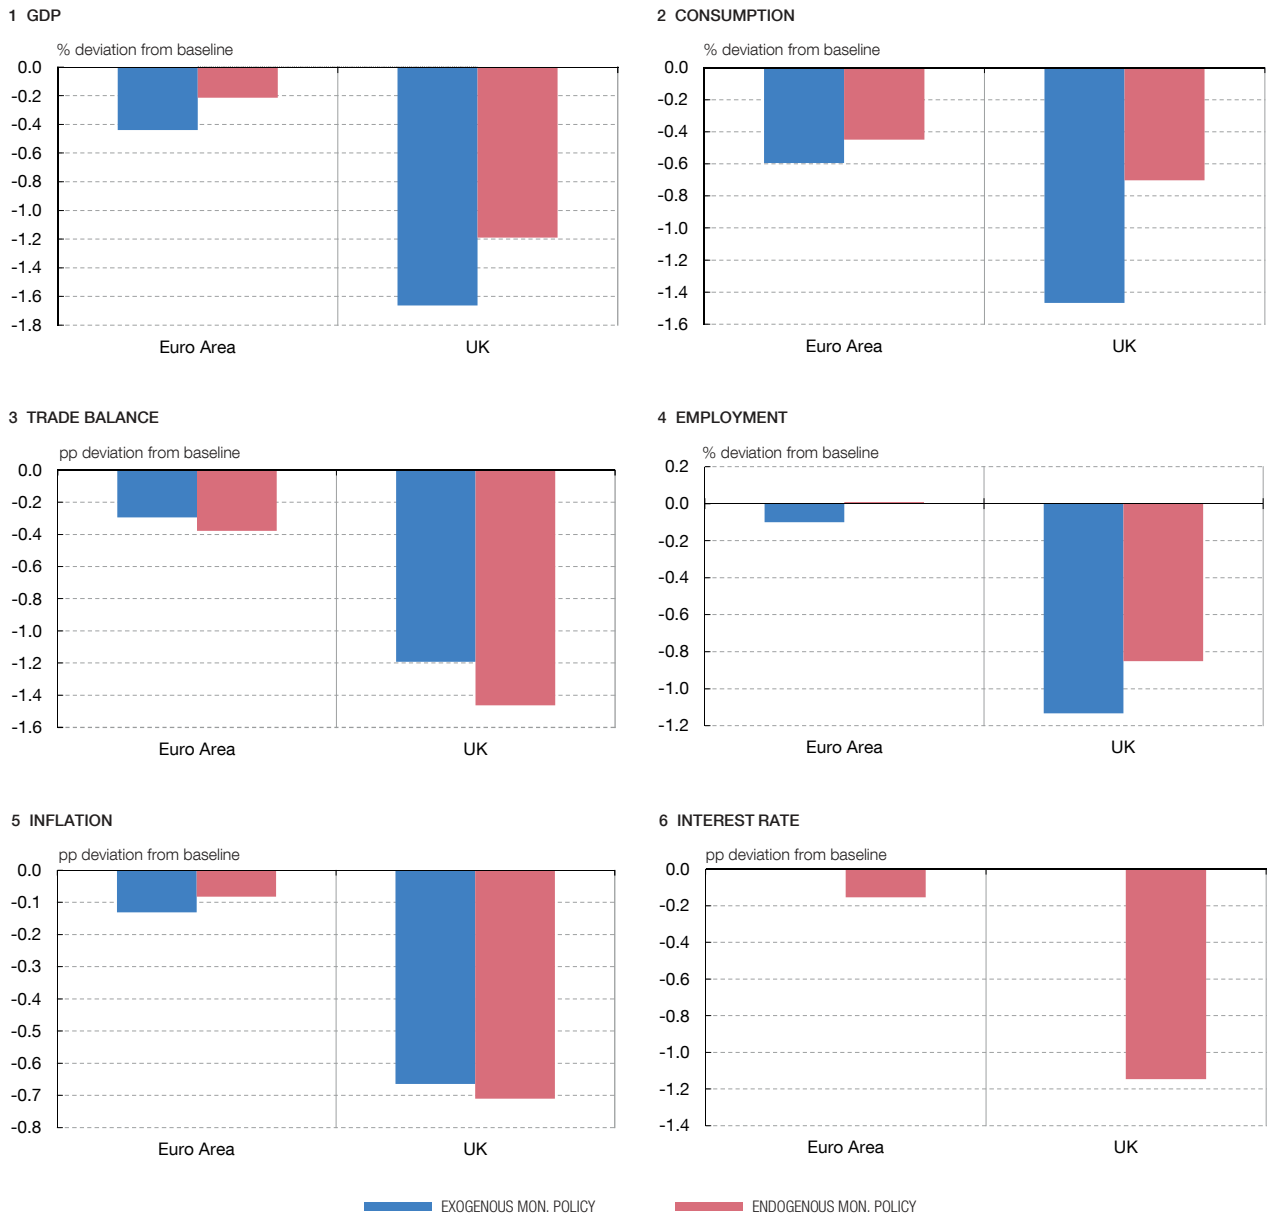 1 GDP
% deviation from baseline
0.0
-0.2
-0.4
-0.6
-0.8
-1.0
-1.2
-1.4
-1.6
-1.8
Euro Area UK
2 CONSUMPTION
% deviation from baseline
0.0
-0.2
-0.4
-0.6
-0.8
-1.0
-1.2
-1.4
-1.6
Euro Area UK
3 TRADE BALANCE
pp deviation from baseline
0.0
-0.2
-0.4
-0.6
-0.8
-1.0
-1.2
-1.4
-1.6
Euro Area UK
4 EMPLOYMENT
% deviation from baseline
0.2
0.0
-0.2
-0.4
-0.6
-0.8
-1.0
-1.2
Euro Area UK
5 INFLATION
pp deviation from baseline
0.0
-0.1
-0.2
-0.3
-0.4
-0.5
-0.6
-0.7
-0.8
Euro Area UK
6 INTEREST RATE
pp deviation from baseline
0.0
-0.2
-0.4
-0.6
-0.8
-1.0
-1.2
-1.4
Euro Area UK
EXOGENOUS MON. POLICY ENDOGENOUS MON. POLICY